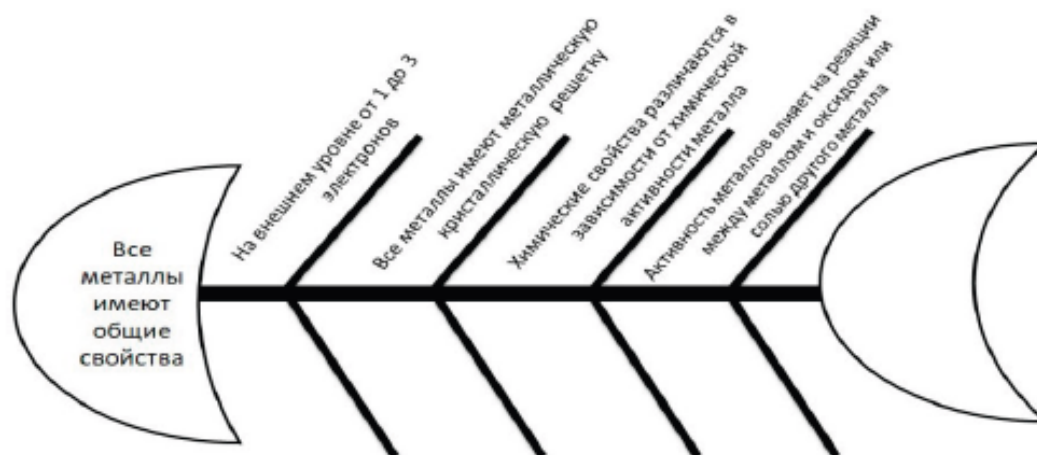 Все
металлы
имеют
общие
свойства
На внешнем уровне от 1 до 3
электронов
Все металлы имеют металлическую
кристаллическую решетку
Химические свойства различаются в
зависимости от химической
активности металла
Активность металлов влияет на реакции
между металлом и оксидом или
солью другого металла